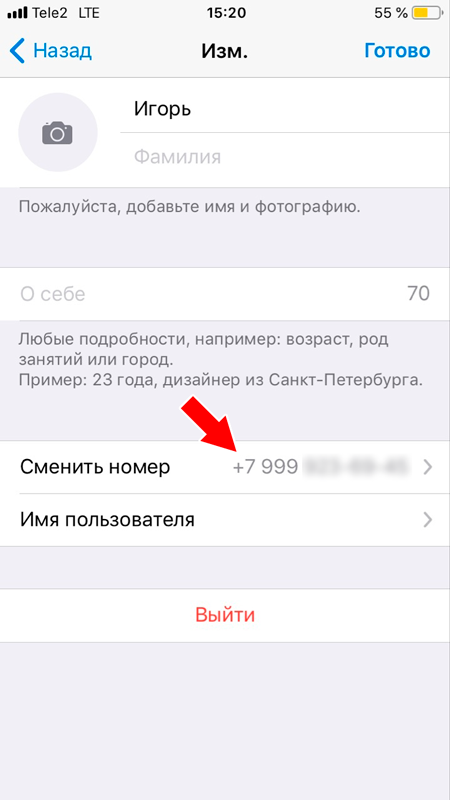 Tele2 LTE 15:20 55 %
Назад Изм. Готово
Игорь
Фамилия
Пожалуйста, добавьте имя и фотографию.
О себе 70
Любые подробности, например: возраст, род
занятий или город.
Пример: 23 года, дизайнер из Санкт-Петербурга.
Сменить номер +7 999
Имя пользователя
Выйти